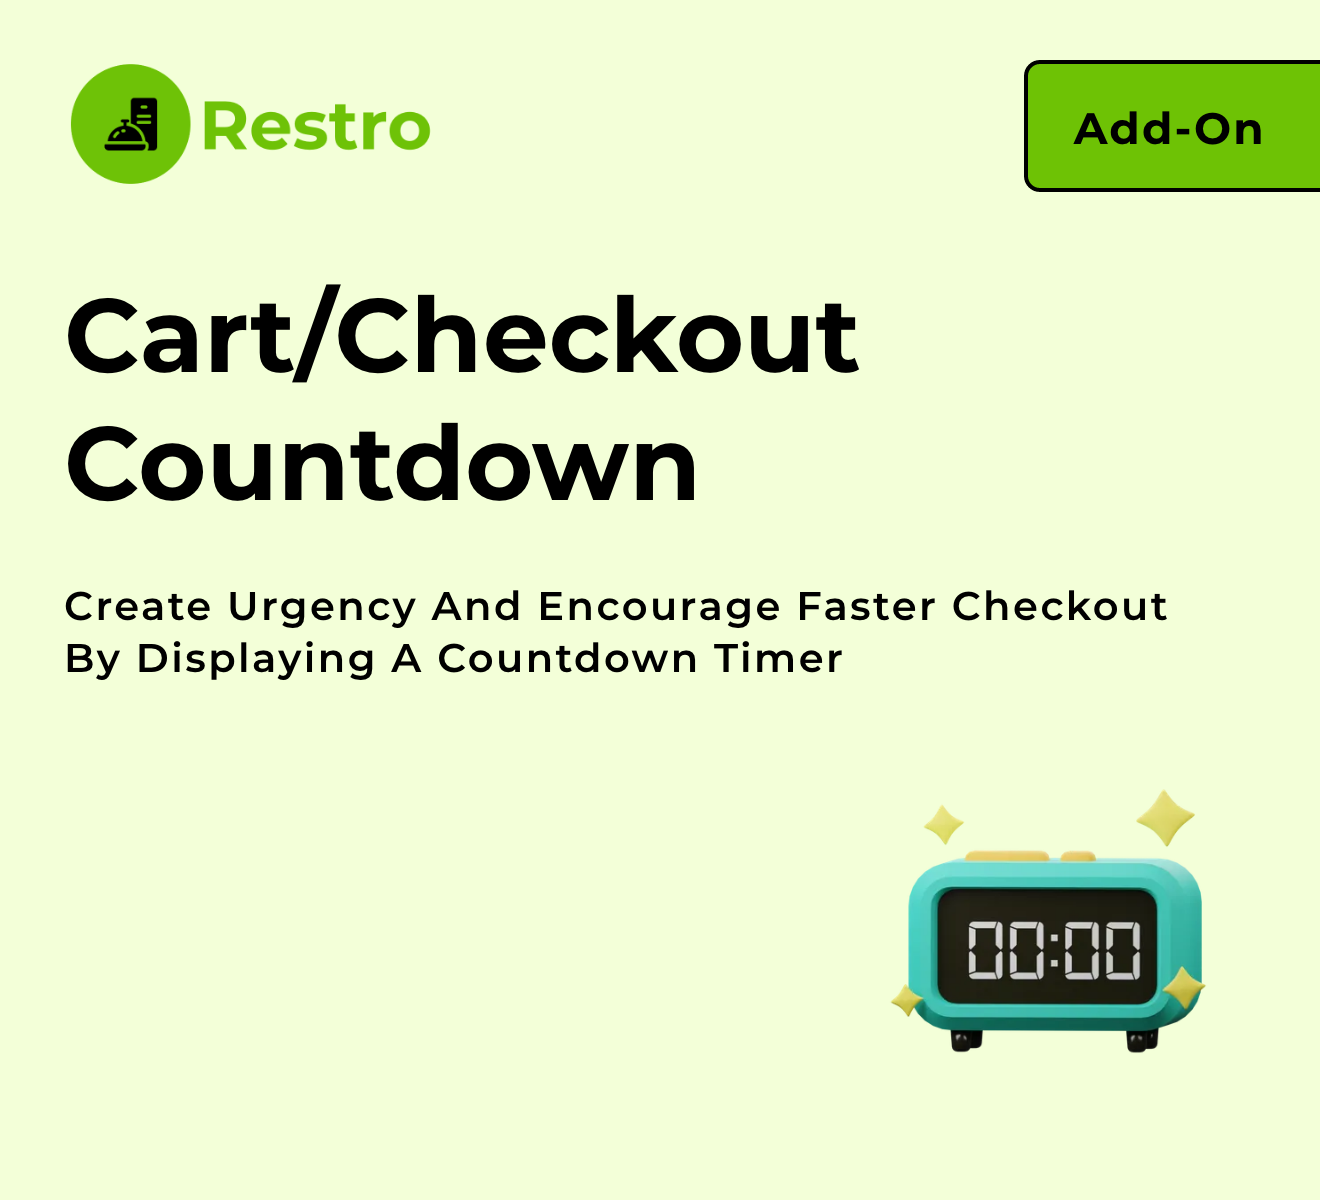 Restro
Add-On
Cart/Checkout
Countdown
Create Urgency And Encourage Faster Checkout
By Displaying A Countdown Timer
00:00